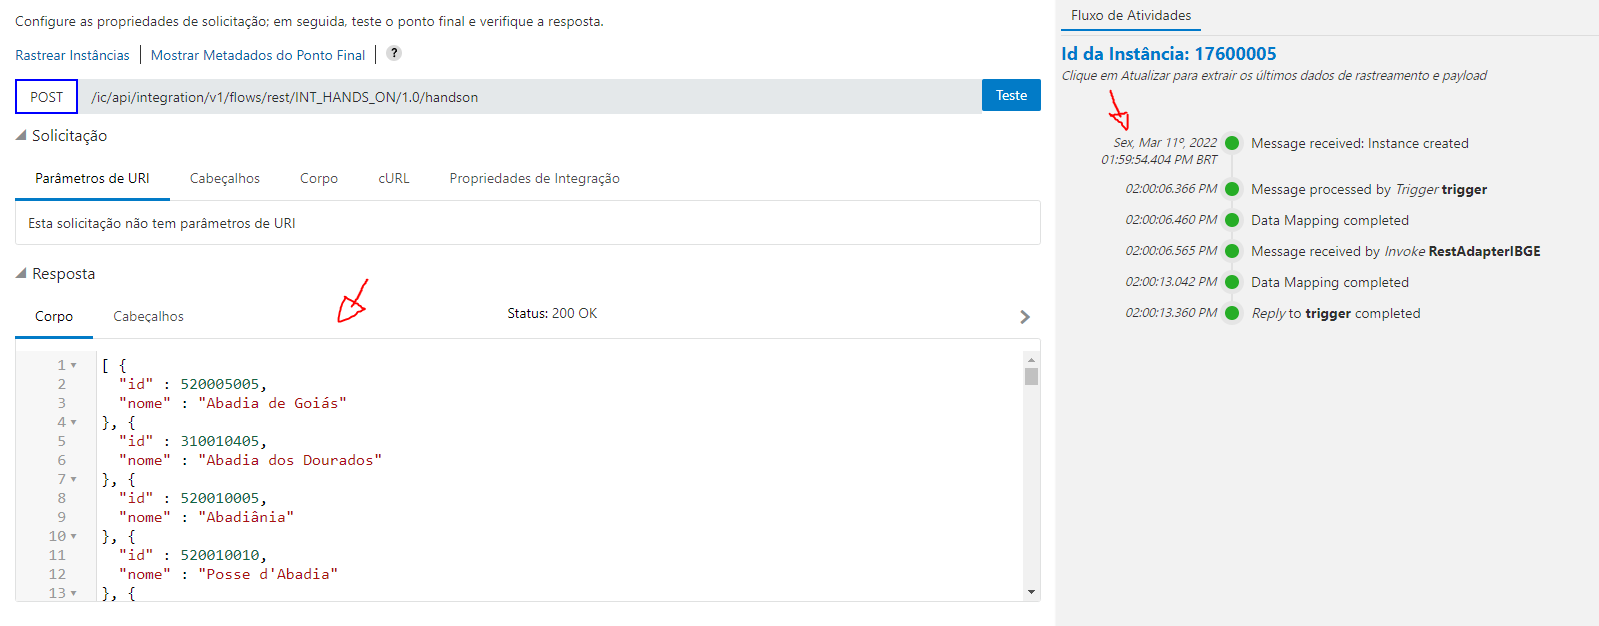 Configure as propriedades de solicitação; em seguida, teste o ponto final e verifique a resposta.
Rastrear Instâncias | Mostrar Metadados do Ponto Final | ?
POST /ic/api/integration/v1/flows/rest/INT_HANDS_ON/1.0/handson Teste
Solicitação
Parâmetros de URI Cabeçalhos Corpo cURL Propriedades de Integração
Esta solicitação não tem parâmetros de URI
Resposta
Corpo Cabeçalhos Status: 200 OK
1 [ {
2 "id" : 520005005,
3 "nome" : "Abadia de Goiás"
4 }, {
5 "id" : 310010405,
6 "nome" : "Abadia dos Dourados"
7 }, {
8 "id" : 520010005,
9 "nome" : "Abadiânia"
10 }, {
11 "id" : 520010010,
12 "nome" : "Posse d'Abadia"
13 }, {
Fluxo de Atividades
Id da Instância: 17600005
Clique em Atualizar para extrair os últimos dados de rastreamento e payload
Sex, Mar 11º, 2022 Message received: Instance created
01:59:54.404 PM BRT
02:00:06.366 PM Message processed by Trigger trigger
02:00:06.460 PM Data Mapping completed
02:00:06.565 PM Message received by Invoke RestAdapterIBGE
02:00:13.042 PM Data Mapping completed
02:00:13.360 PM Reply to trigger completed